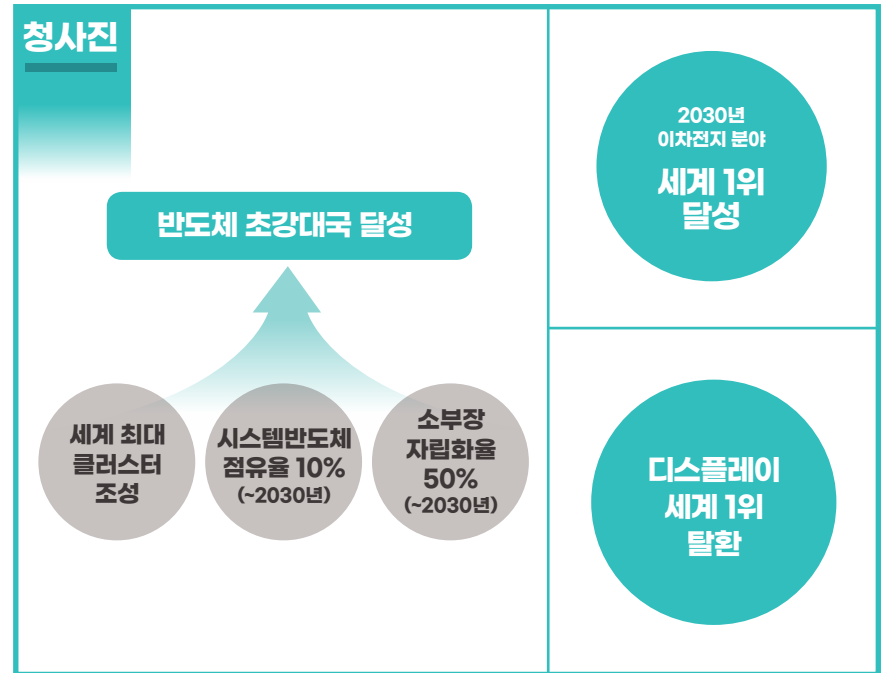 청사진
반도체 초강대국 달성
세계 최대
클러스터
조성
시스템반도체
점유율 10%
(~2030년)
소부장
자립화율
50%
(~2030년)
2030년
이차전지 분야
세계 1위
달성
디스플레이
세계 1위
탈환